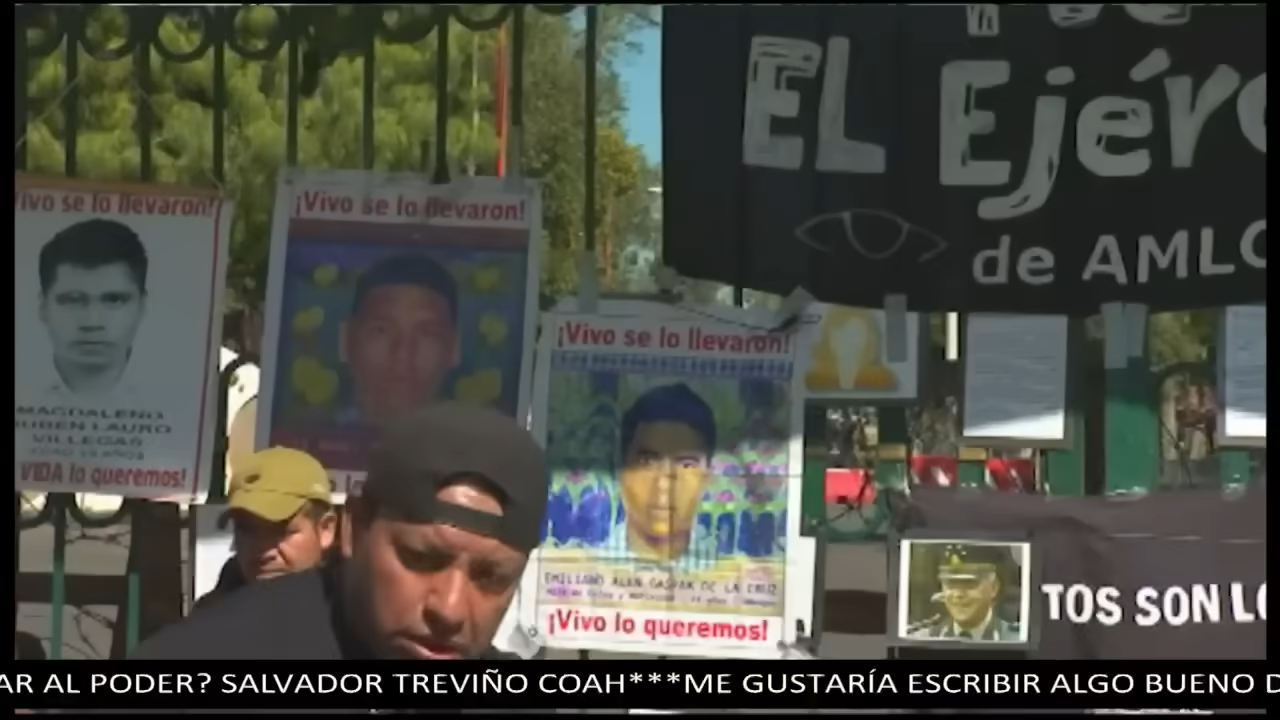 EL Ejérc
de AMLO
¡Vivo se lo llevaron!
MAGDALENO
RUBEN LAURO
VILLEGAS
VIDA lo queremos!
¡Vivo se lo llevaron!
¡Vivo se lo llevaron!
EMILIANO ALAN GASPAR DE LA CRUZ
¡Vivo lo queremos!
TOS SON LO
AR AL PODER? SALVADOR TREVIÑO COAH***ME GUSTARÍA ESCRIBIR ALGO BUENO D